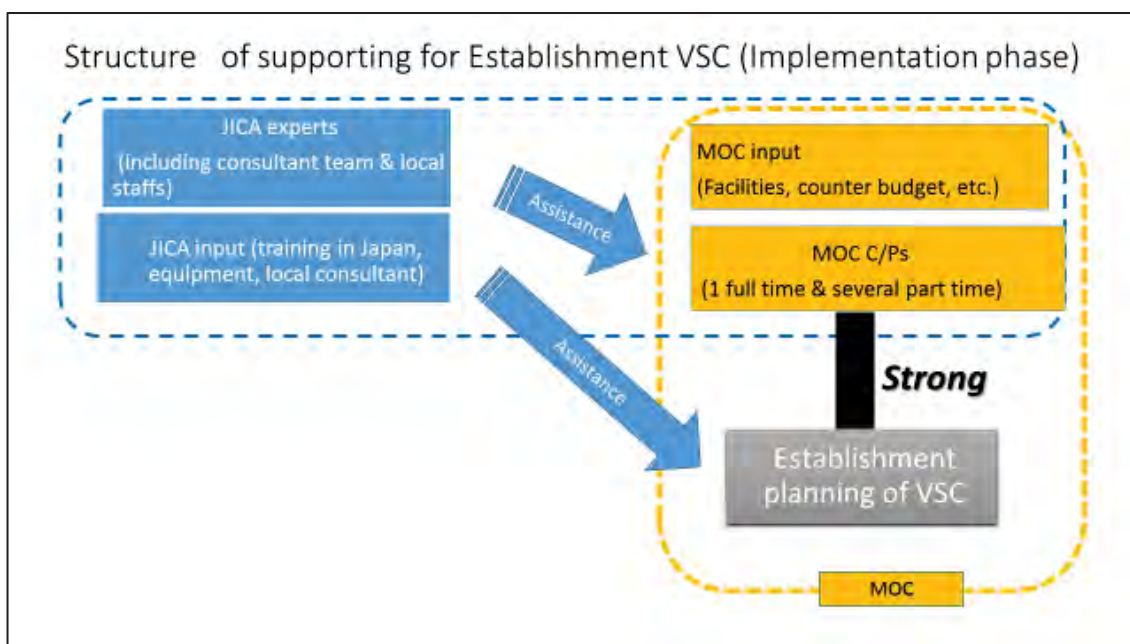 Structure of supporting for Establishment VSC (Implementation phase)
JICA experts
(including consultant team & local
staffs)
JICA input (training in Japan,
equipment, local consultant)
Assistance
Assistance
MOC input
(Facilities, counter budget, etc.)
MOC C/Ps
(1 full time & several part time)
Strong
Establishment
planning of VSC
MOC